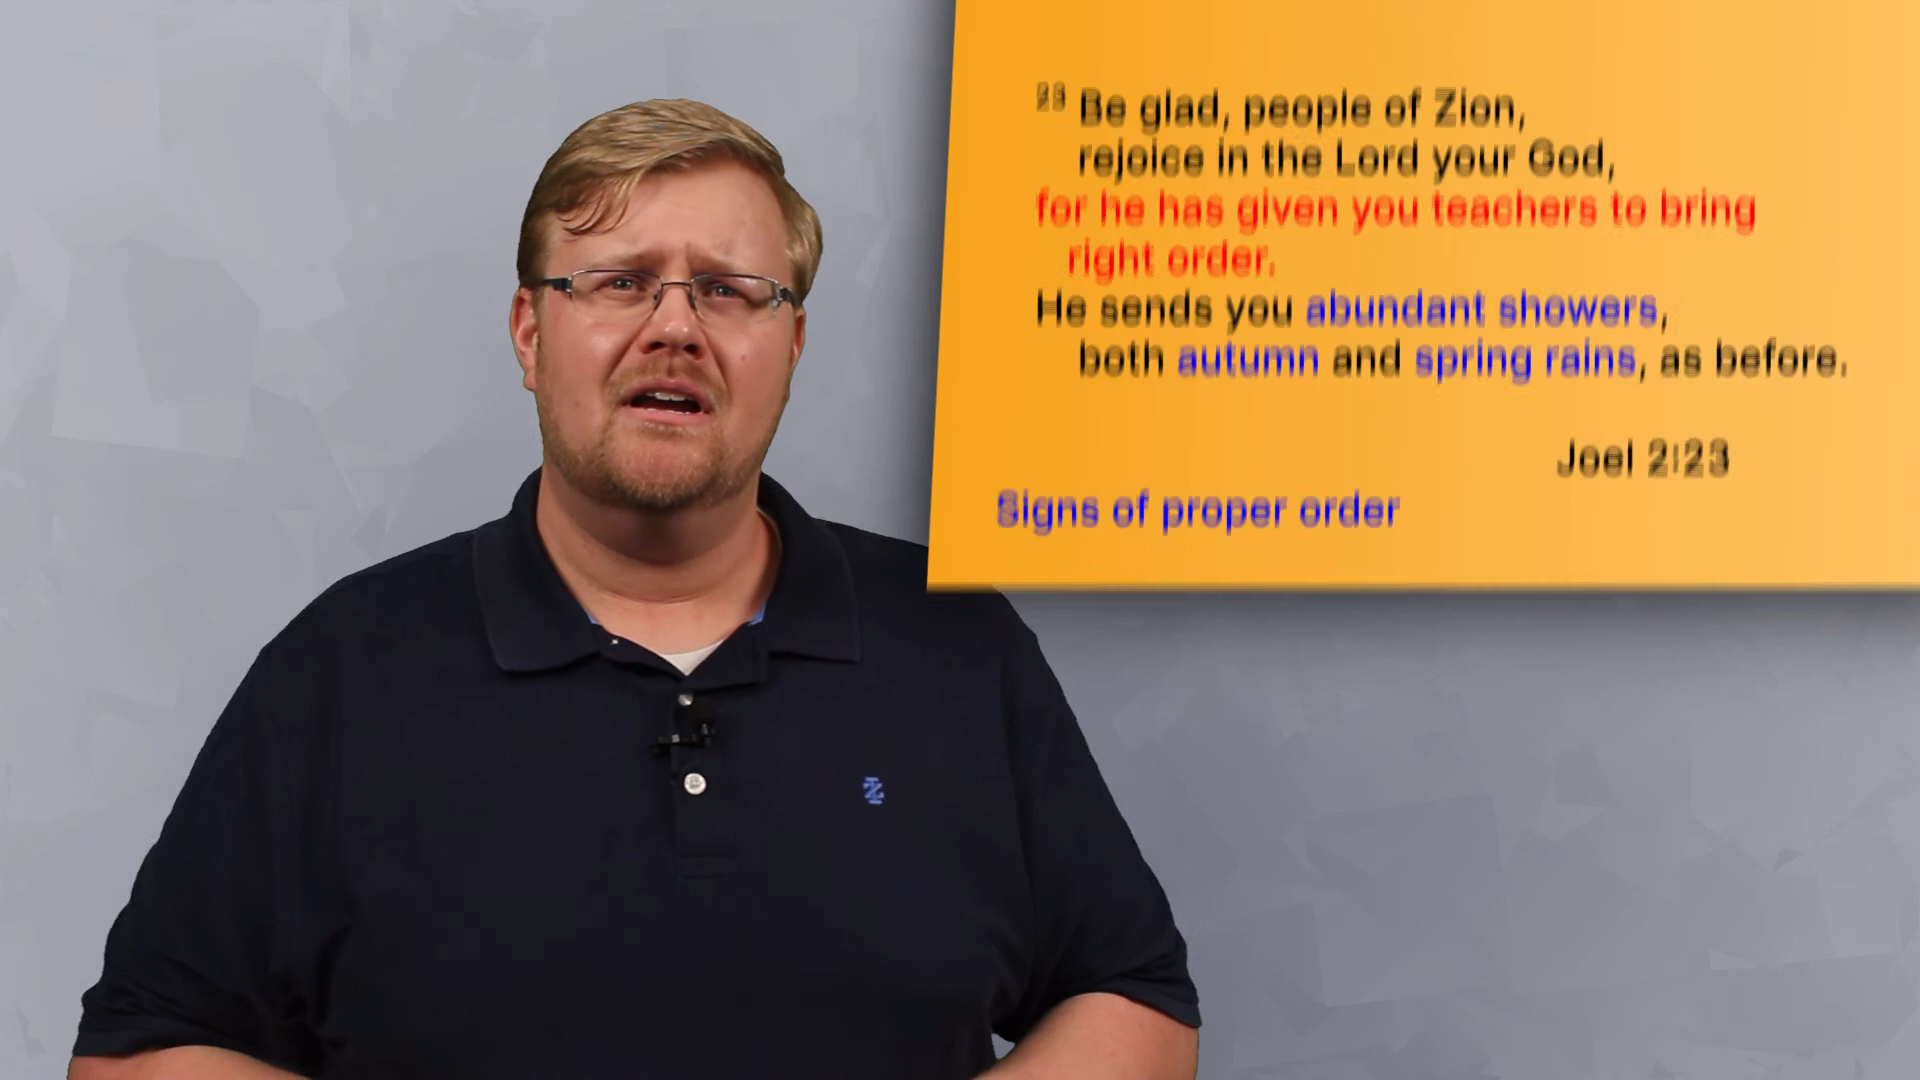 23 Be glad, people of Zion,
rejoice in the Lord your God,
for he has given you teachers to bring
right order.
He sends you abundant showers,
both autumn and spring rains, as before.
Joel 2:23
Signs of proper order